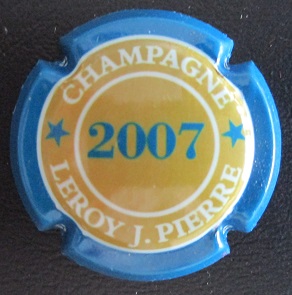 CHAMPAGNE
2007
LEROY J. PIERRE